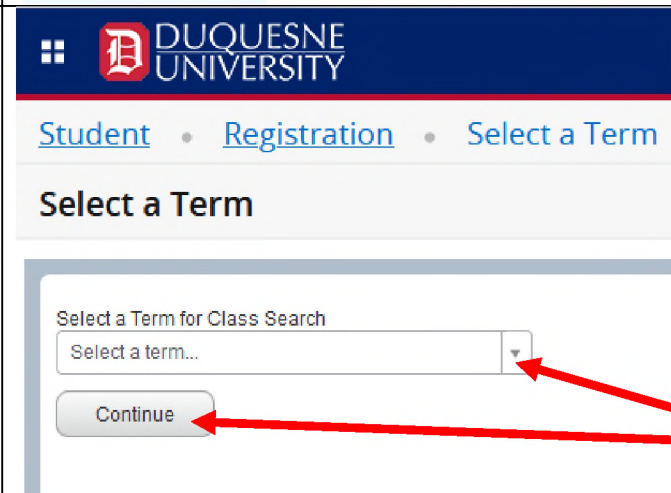 D DUQUESNE
UNIVERSITY
Student • Registration • Select a Term
Select a Term
Select a Term for Class Search
Select a term...
Continue